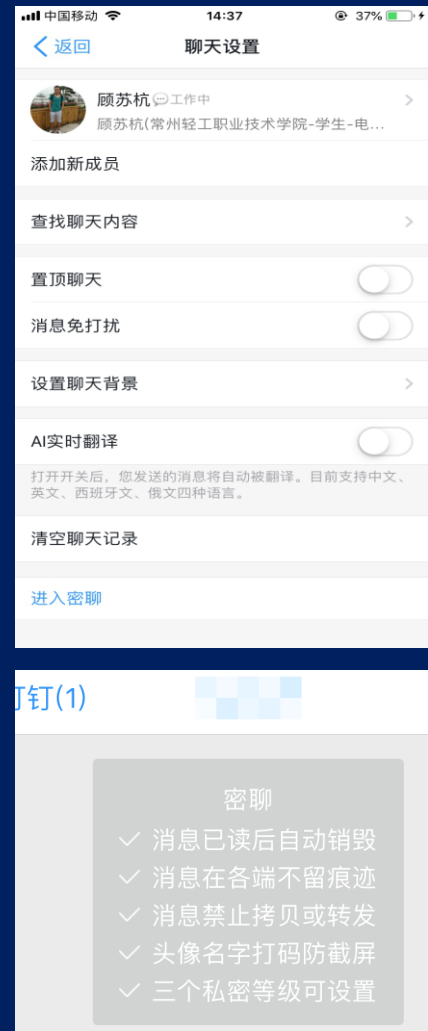 中国移动 14:37 37%
返回 聊天设置
顾苏杭 工作中
顾苏杭(常州轻工职业技术学院-学生-电...
添加新成员
查找聊天内容
置顶聊天
消息免打扰
设置聊天背景
AI实时翻译
打开开关后，您发送的消息将自动被翻译。目前支持中文、
英文、西班牙文、俄文四种语言。
清空聊天记录
进入密聊
钉(1)
密聊
消息已读后自动销毁
消息在各端不留痕迹
消息禁止拷贝或转发
头像名字打码防截屏
三个私密等级可设置